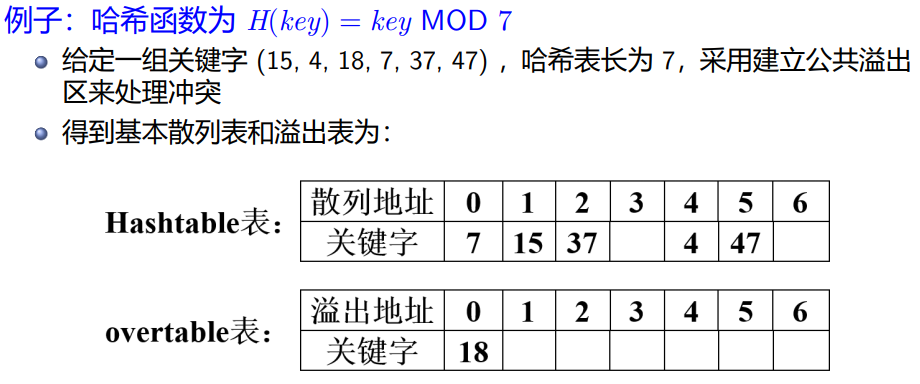 例子：哈希函数为 H(key) = key MOD 7
给定一组关键字 (15, 4, 18, 7, 37, 47) ，哈希表长为 7，采用建立公共溢出
区来处理冲突
得到基本散列表和溢出表为：
Hashtable表：
散列地址 0 1 2 3 4 5 6
关键字 7 15 37 4 47
overtable表：
溢出地址 0 1 2 3 4 5 6
关键字 18